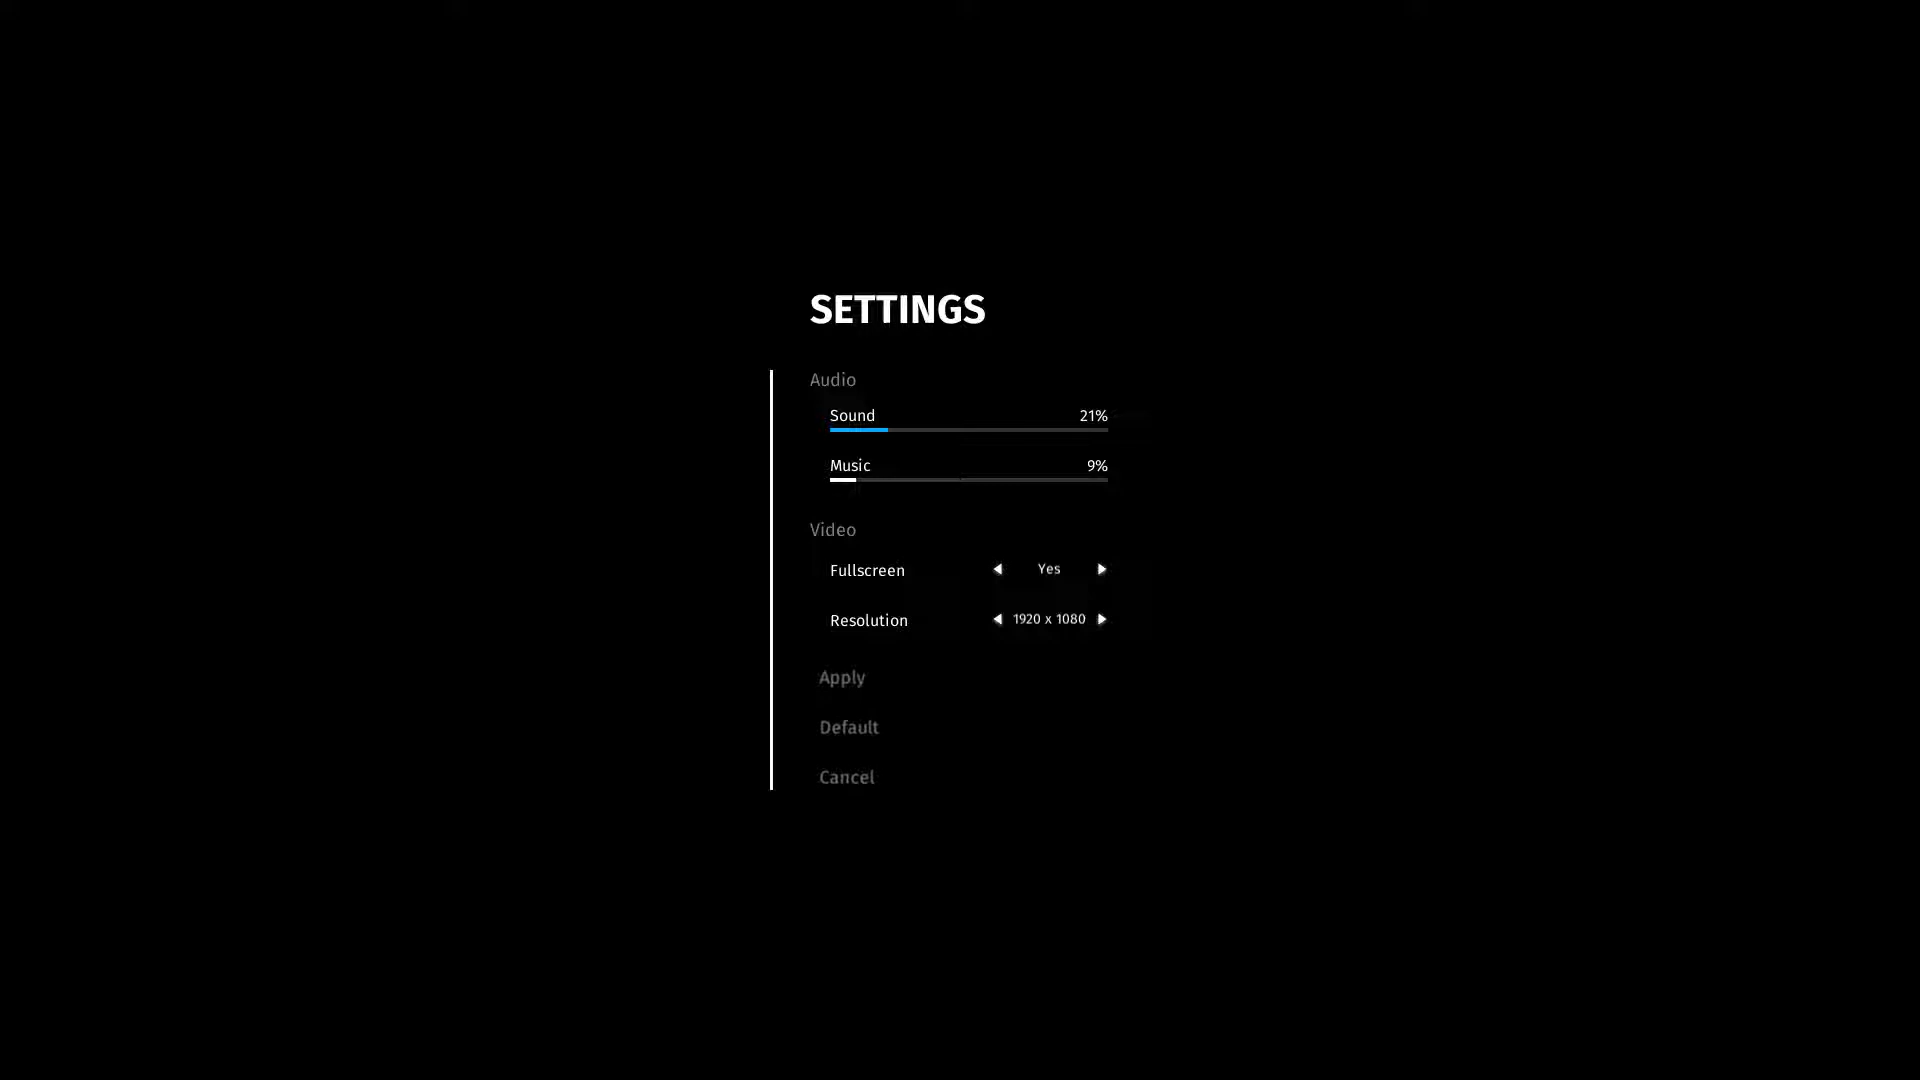 SETTINGS
Audio
Sound 21%
Music 9%
Video
Fullscreen Yes
Resolution 1920 x 1080
Apply
Default
Cancel